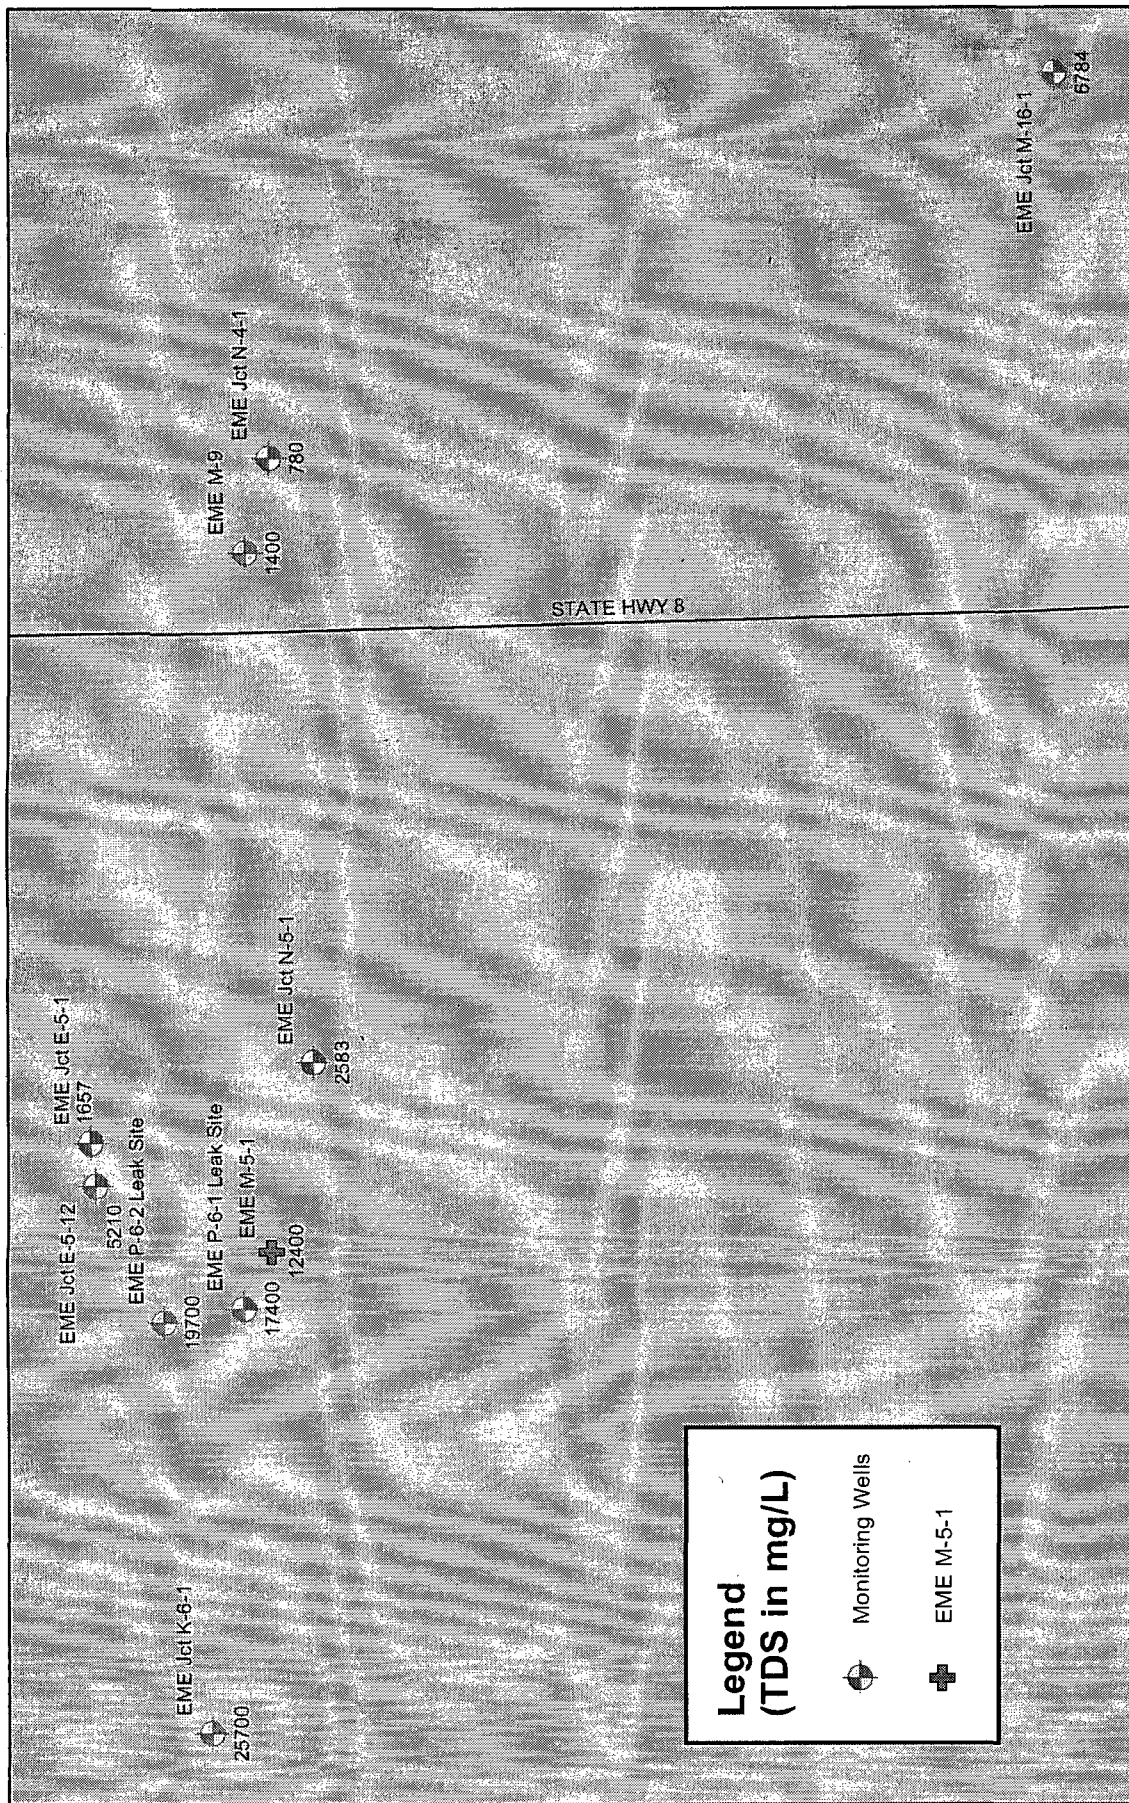 EME Jct K-6-1
25700
EME Jct E-5-12
5210
EME Jct E-5-1
1657
EME P-6-2 Leak Site
19700
EME P-6-1 Leak Site
17400
EME M-5-1
12400
EME Jct N-5-1
2583
STATE HWY 8
EME M-9
1400
EME Jct N-4-1
780
EME Jct M-16-1
6784
Legend
(TDS in mg/L)
Monitoring Wells
EME M-5-1